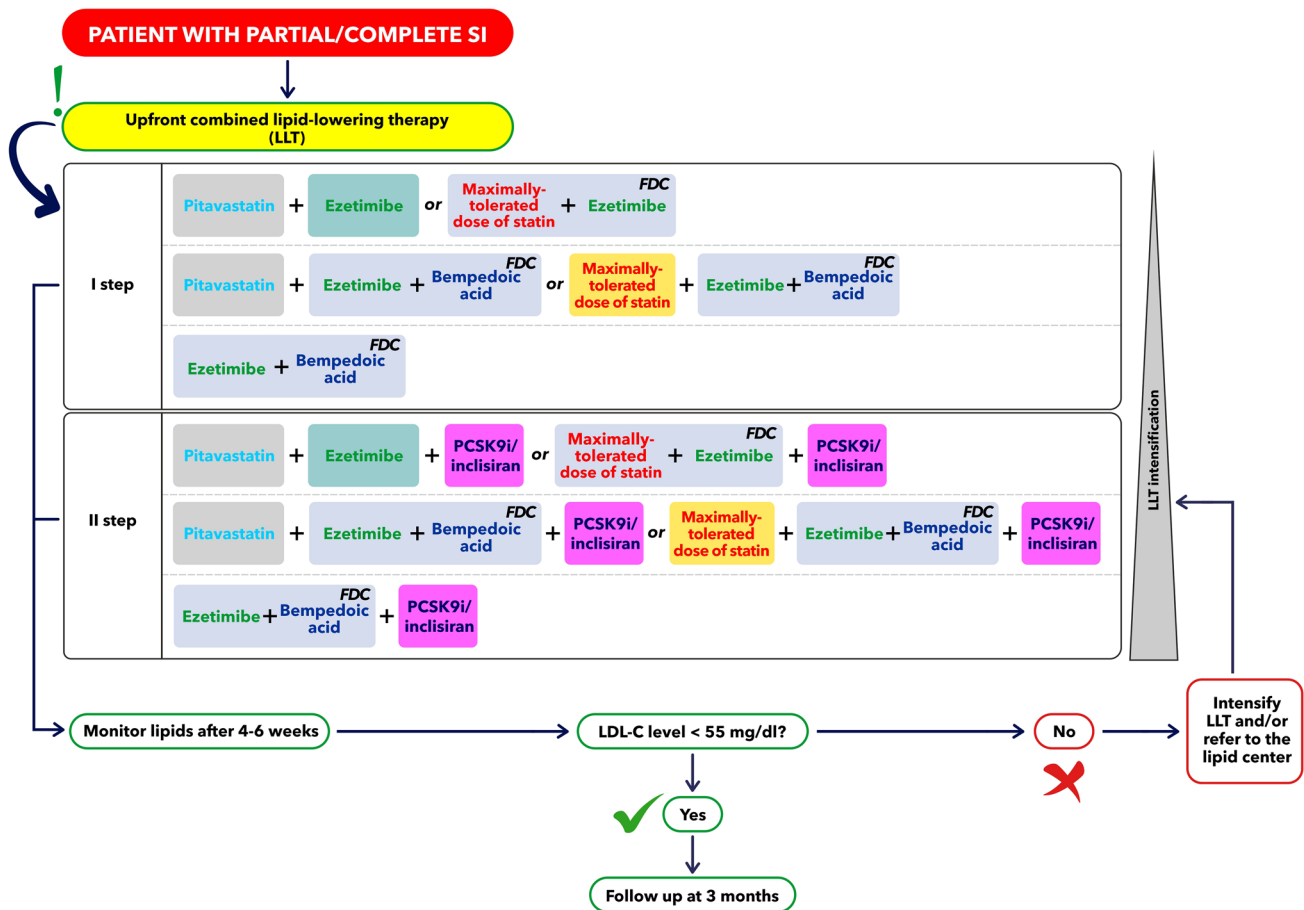 PATIENT WITH PARTIAL/COMPLETE SI
!
Upfront combined lipid-lowering therapy
(LLT)
I step
Pitavastatin + Ezetimibe or Maximally-
tolerated
dose of statin + Ezetimibe FDC
Pitavastatin + Ezetimibe + Bempedoic
acid FDC or Maximally-
tolerated
dose of statin + Ezetimibe + Bempedoic
acid FDC
Ezetimibe + Bempedoic
acid FDC
II step
Pitavastatin + Ezetimibe + PCSK9i/
inclisiran or Maximally-
tolerated
dose of statin + Ezetimibe FDC + PCSK9i/
inclisiran
Pitavastatin + Ezetimibe + Bempedoic
acid FDC + PCSK9i/
inclisiran or Maximally-
tolerated
dose of statin + Ezetimibe + Bempedoic
acid FDC + PCSK9i/
inclisiran
Ezetimibe + Bempedoic
acid FDC + PCSK9i/
inclisiran
LLT intensification
Monitor lipids after 4-6 weeks
LDL-C level < 55 mg/dl?
No
Intensify
LLT and/or
refer to the
lipid center
Yes
Follow up at 3 months